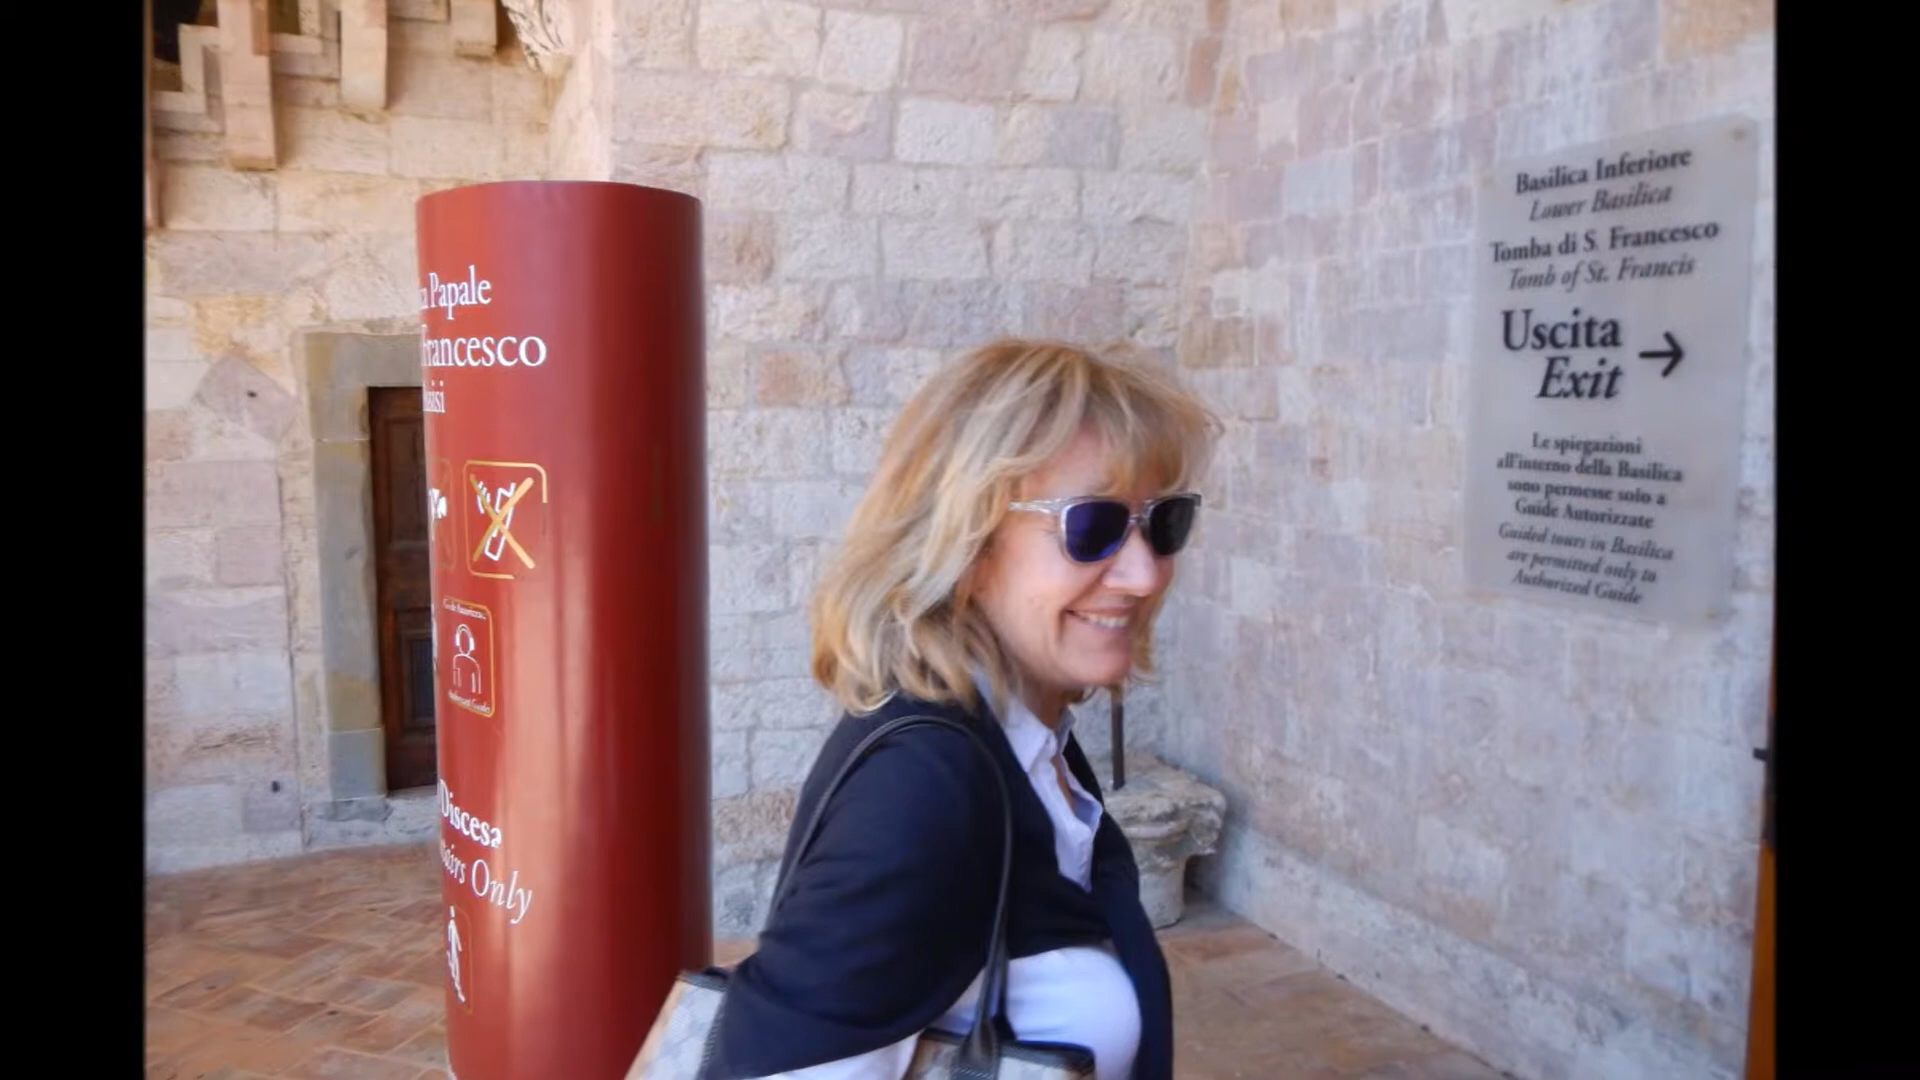 Papale
Francesco
Discesa
Only
Basilica Inferiore
Lower Basilica
Tomba di S. Francesco
Tomb of St. Francis
Uscita
Exit
Le spiegazioni
all'interno della Basilica
sono permesse solo a
Guide Autorizzate
Guided tours in Basilica
are permitted only to
Authorized Guide